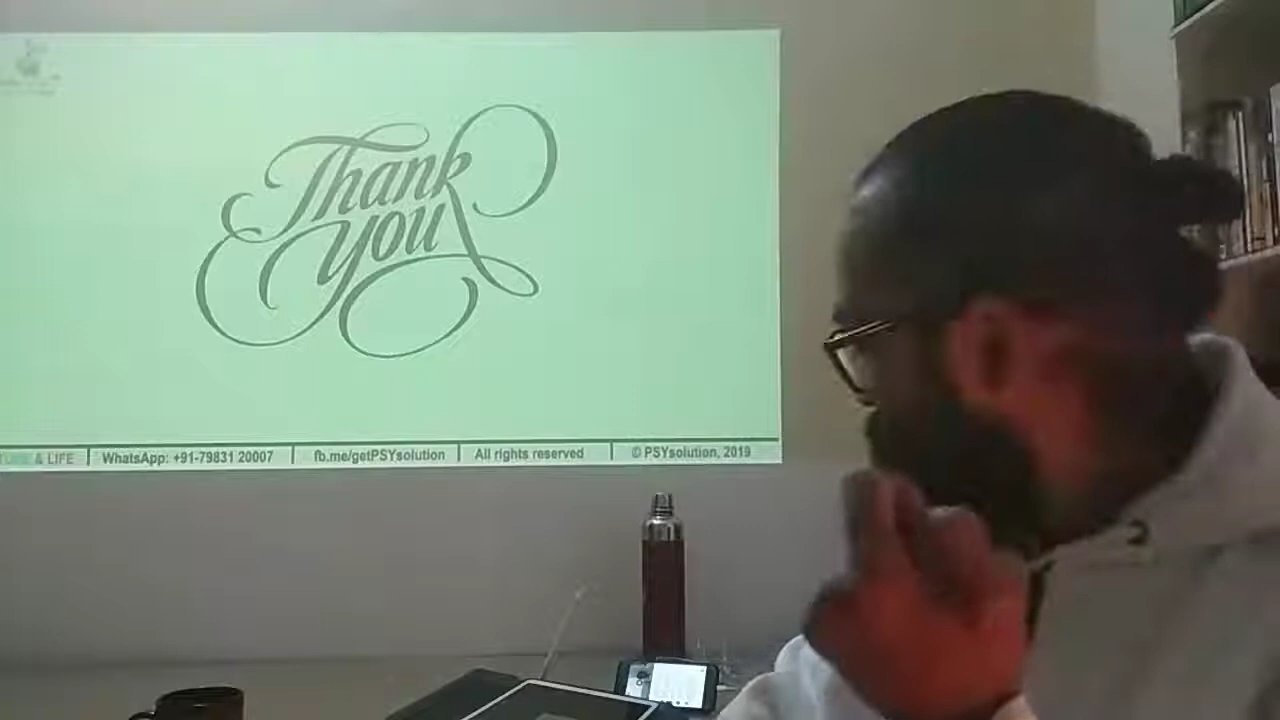 Thank
you
& LIFE | WhatsApp: +91-79831 20007 | fb.me/getPSYsolution | All rights reserved | © PSYsolution, 2019